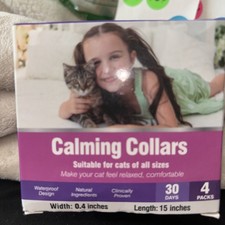 Calming Collars
Suitable for cats of all sizes
Make your cat feel relaxed, comfortable
Waterproof Design
Natural Ingredients
Clinically Proven
30 DAYS
4 PACKS
Width: 0.4 inches
Length: 15 inches